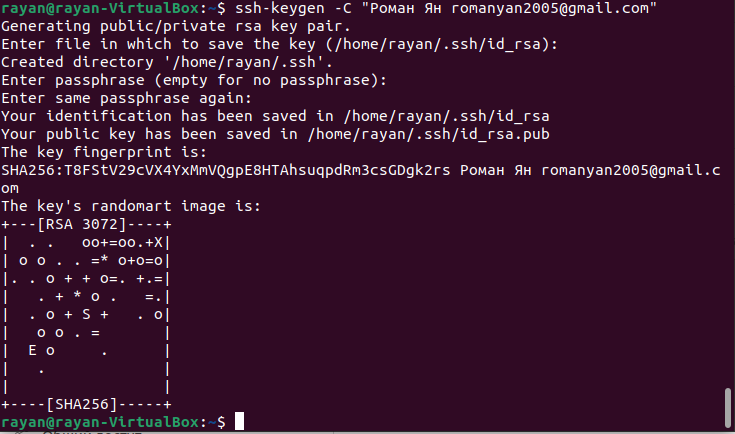 rayan@rayan-VirtualBox:~$ ssh-keygen -C "Роман Ян romanyan2005@gmail.com"
Generating public/private rsa key pair.
Enter file in which to save the key (/home/rayan/.ssh/id_rsa):
Created directory '/home/rayan/.ssh'.
Enter passphrase (empty for no passphrase):
Enter same passphrase again:
Your identification has been saved in /home/rayan/.ssh/id_rsa
Your public key has been saved in /home/rayan/.ssh/id_rsa.pub
The key fingerprint is:
SHA256:T8FStV29cVX4YxMmVQgpE8HTAhsuqpdRm3csGDgk2rs Роман Ян romanyan2005@gmail.c
om
The key's randomart image is:
+---[RSA 3072]----+
|  . .   oo+=oo.+X|
| o o . . =* o+o=o|
|. . o + + o=. +.=|
|   . + * o .   =.|
|  . o + S +   . o|
|   o o . =       |
|  E o     .      |
|   .             |
|                 |
+----[SHA256]-----+
rayan@rayan-VirtualBox:~$